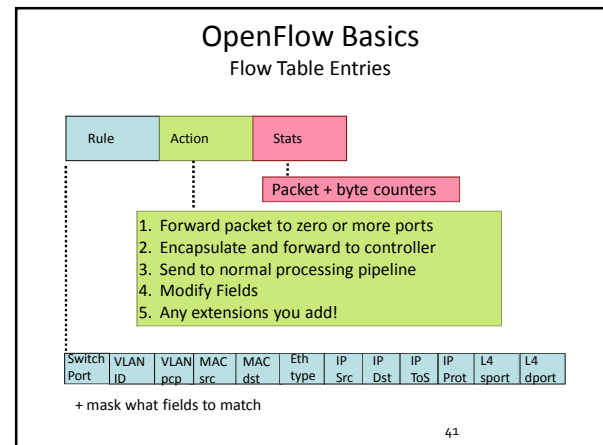 OpenFlow Basics
Flow Table Entries
Rule Action Stats
Packet + byte counters
1. Forward packet to zero or more ports
2. Encapsulate and forward to controller
3. Send to normal processing pipeline
4. Modify Fields
5. Any extensions you add!
Switch Port
VLAN ID
VLAN pcp
MAC src
MAC dst
Eth type
IP Src
IP Dst
IP ToS
IP Prot
L4 sport
L4 dport
+ mask what fields to match
41